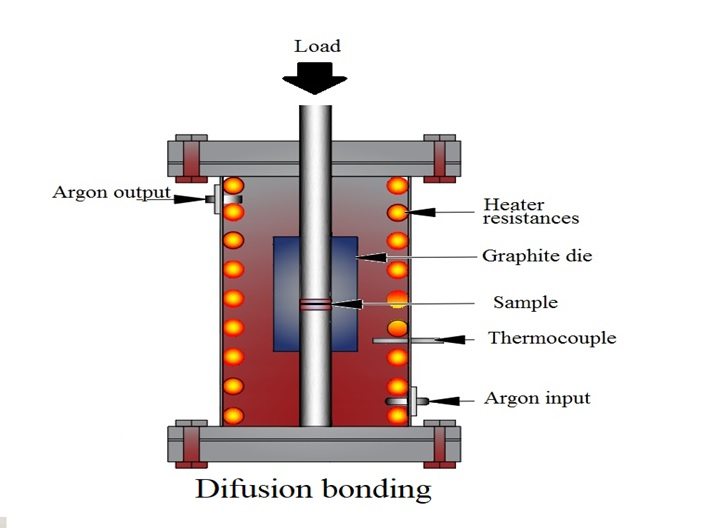 Load
Argon output
Heater
resistances
Graphite die
Sample
Thermocouple
Argon input
Difusion bonding